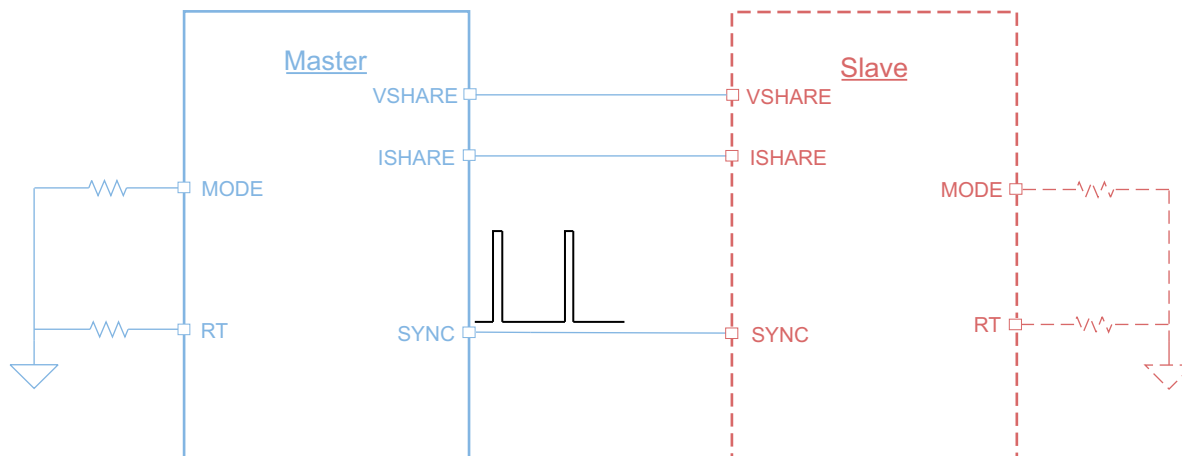 Master
Slave
VSHARE
VSHARE
ISHARE
ISHARE
MODE
MODE
RT
RT
SYNC
SYNC